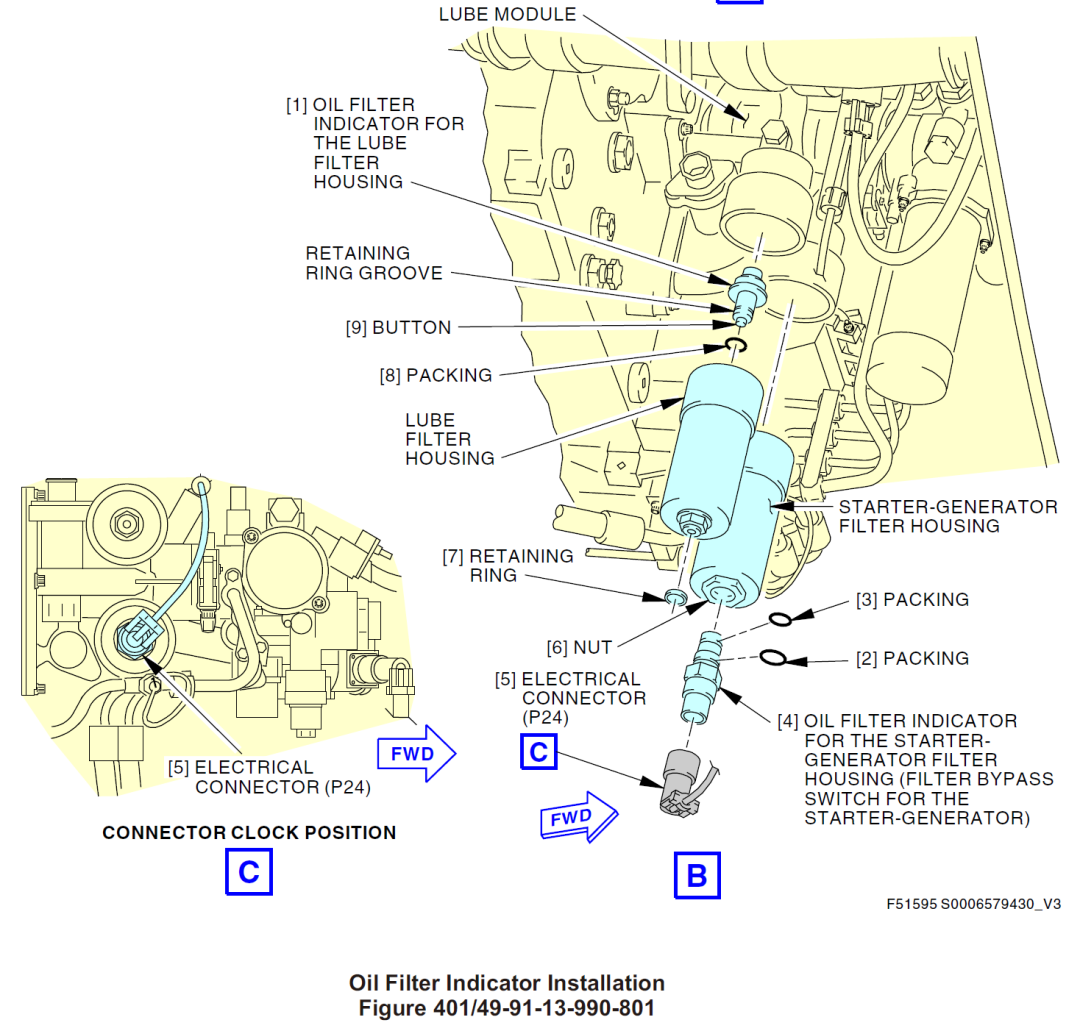 LUBE MODULE
[1] OIL FILTER
INDICATOR FOR
THE LUBE
FILTER
HOUSING
RETAINING
RING GROOVE
[9] BUTTON
[8] PACKING
LUBE
FILTER
HOUSING
STARTER-GENERATOR
FILTER HOUSING
[7] RETAINING
RING
[3] PACKING
[6] NUT
[2] PACKING
[5] ELECTRICAL
CONNECTOR
(P24)
C
[4] OIL FILTER INDICATOR
FOR THE STARTER-
GENERATOR FILTER
HOUSING (FILTER BYPASS
SWITCH FOR THE
STARTER-GENERATOR)
FWD
B
FWD
[5] ELECTRICAL
CONNECTOR (P24)
CONNECTOR CLOCK POSITION
C
F51595 S0006579430_V3
Oil Filter Indicator Installation
Figure 401/49-91-13-990-801